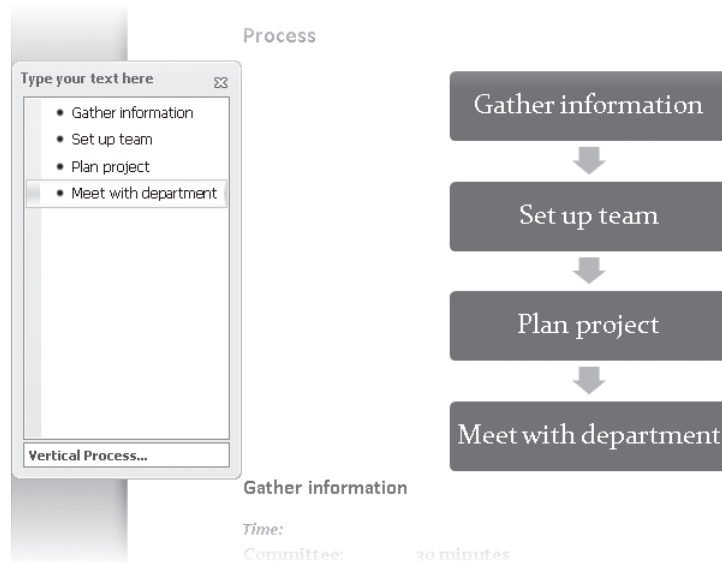 Process
Type your text here
Gather information
Set up team
Plan project
Meet with department
Vertical Process...
Gather information
Set up team
Plan project
Meet with department
Gather information
Time:
Committee: 30 minutes